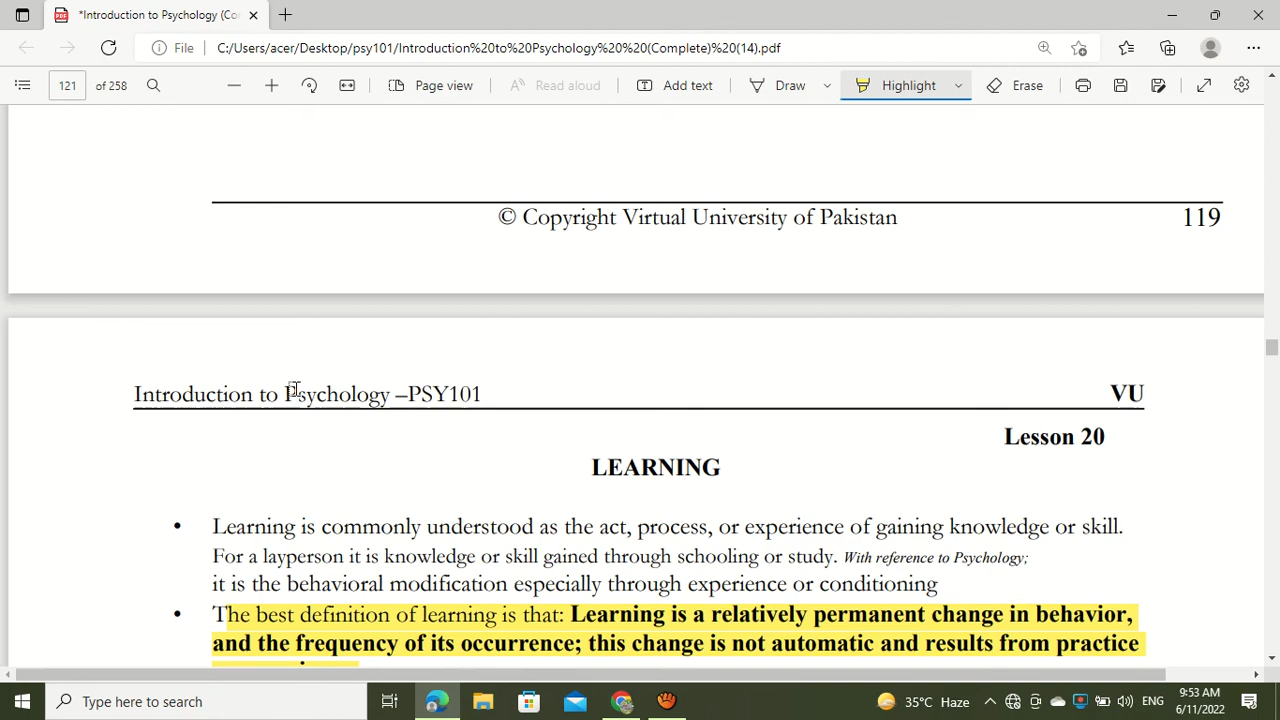 *Introduction to Psychology (Co
File C:/Users/acer/Desktop/psy101/Introduction%20to%20Psychology%20%20(Complete)%20(14).pdf
121 of 258 Page view Read aloud Add text Draw Highlight Erase
© Copyright Virtual University of Pakistan 119
Introduction to Psychology –PSY101 VU
Lesson 20
LEARNING
• Learning is commonly understood as the act, process, or experience of gaining knowledge or skill.
For a layperson it is knowledge or skill gained through schooling or study. With reference to Psychology;
it is the behavioral modification especially through experience or conditioning
• The best definition of learning is that: Learning is a relatively permanent change in behavior,
and the frequency of its occurrence; this change is not automatic and results from practice
Type here to search 35°C Haze ENG 9:53 AM
6/11/2022